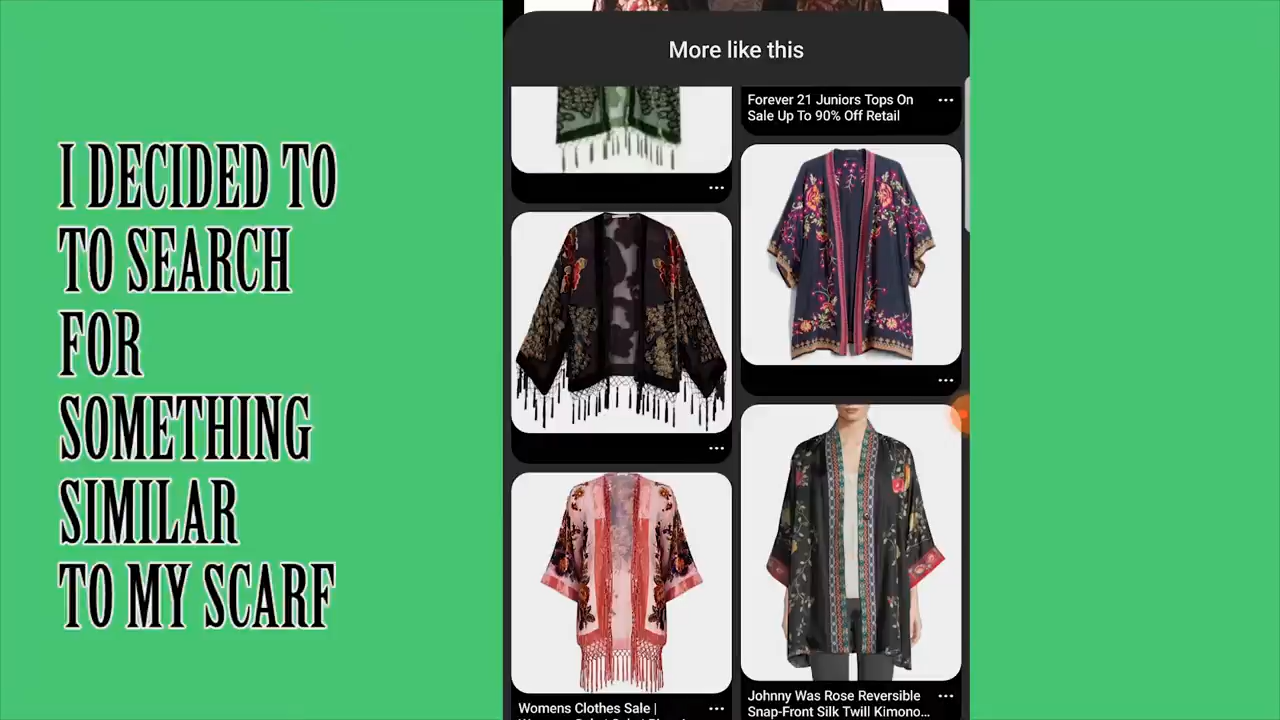 I DECIDED TO
TO SEARCH
FOR
SOMETHING
SIMILAR
TO MY SCARF
More like this
Forever 21 Juniors Tops On
Sale Up To 90% Off Retail
Womens Clothes Sale |
Johnny Was Rose Reversible
Snap-Front Silk Twill Kimono...